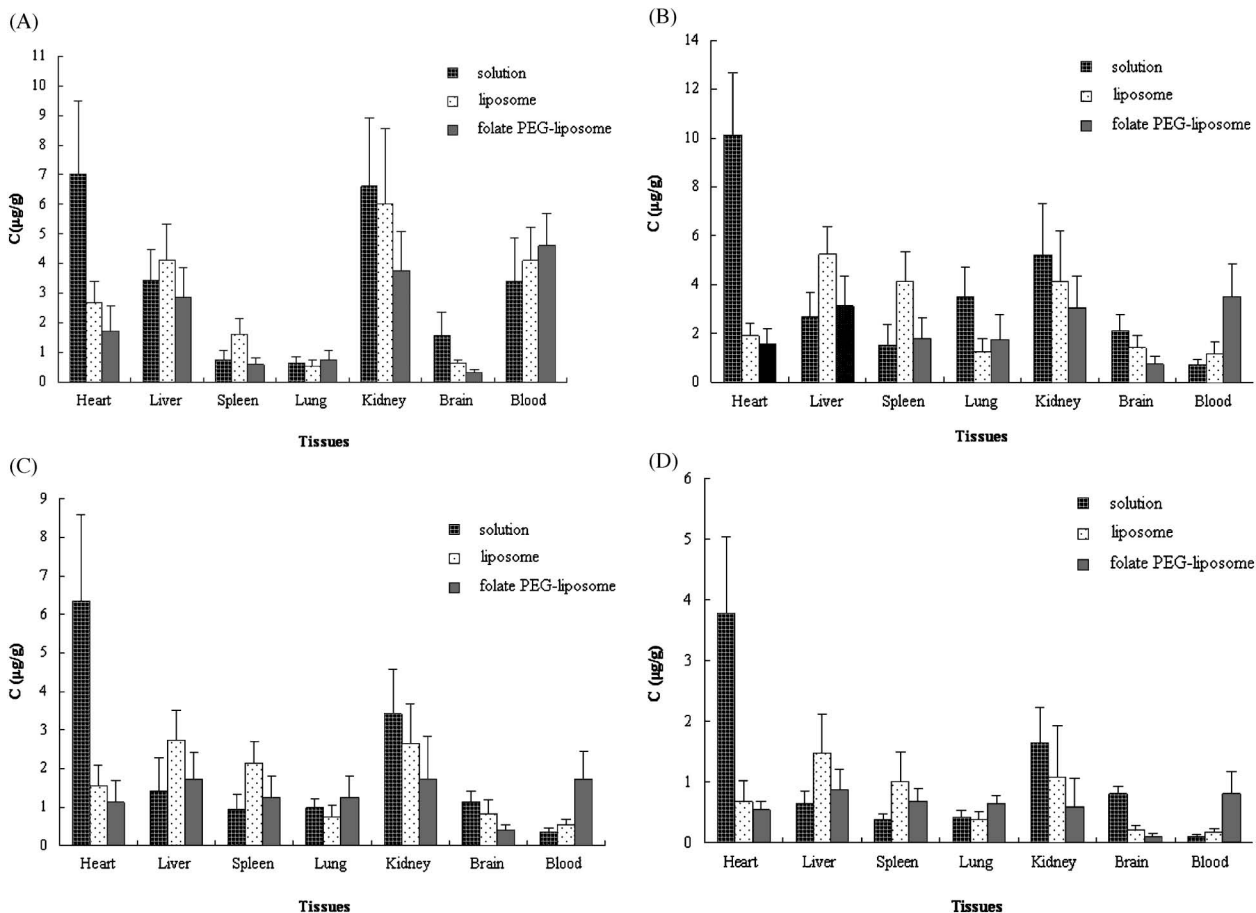 (A)
11
10
9
8
7
6
5
4
3
2
1
0
C(μg/g)
solution
liposome
folate PEG-liposome
Heart Liver Spleen Lung Kidney Brain Blood
Tissues
(B)
14
12
10
8
6
4
2
0
C (μg/g)
solution
liposome
folate PEG-liposome
Heart Liver Spleen Lung Kidney Brain Blood
Tissues
(C)
9
8
7
6
5
4
3
2
1
0
C (μg/g)
solution
liposome
folate PEG-liposome
Heart Liver Spleen Lung Kidney Brain Blood
Tissues
(D)
6
5
4
3
2
1
0
C (μg/g)
solution
liposome
folate PEG-liposome
Heart Liver Spleen Lung Kidney Brain Blood
Tissues